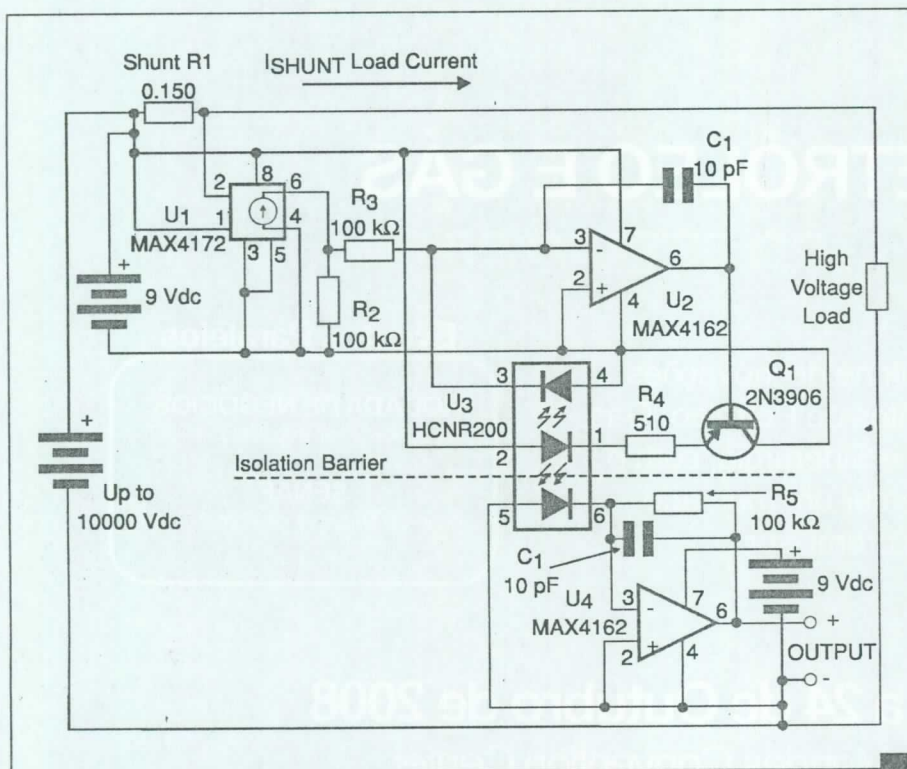 Shunt R1
0.150
ISHUNT Load Current
C1
10 pF
2
8
6
U1
MAX4172
1
4
3
5
R3
100 kΩ
3
-
7
6
2
+
4
U2
MAX4162
High
Voltage
Load
+
9 Vdc
R2
100 kΩ
3
4
U3
HCNR200
R4
510
Q1
2N3906
2
1
Isolation Barrier
+
Up to
10000 Vdc
5
6
R5
100 kΩ
C1
10 pF
+
9 Vdc
U4
MAX4162
3
-
7
6
2
+
4
+
OUTPUT
-